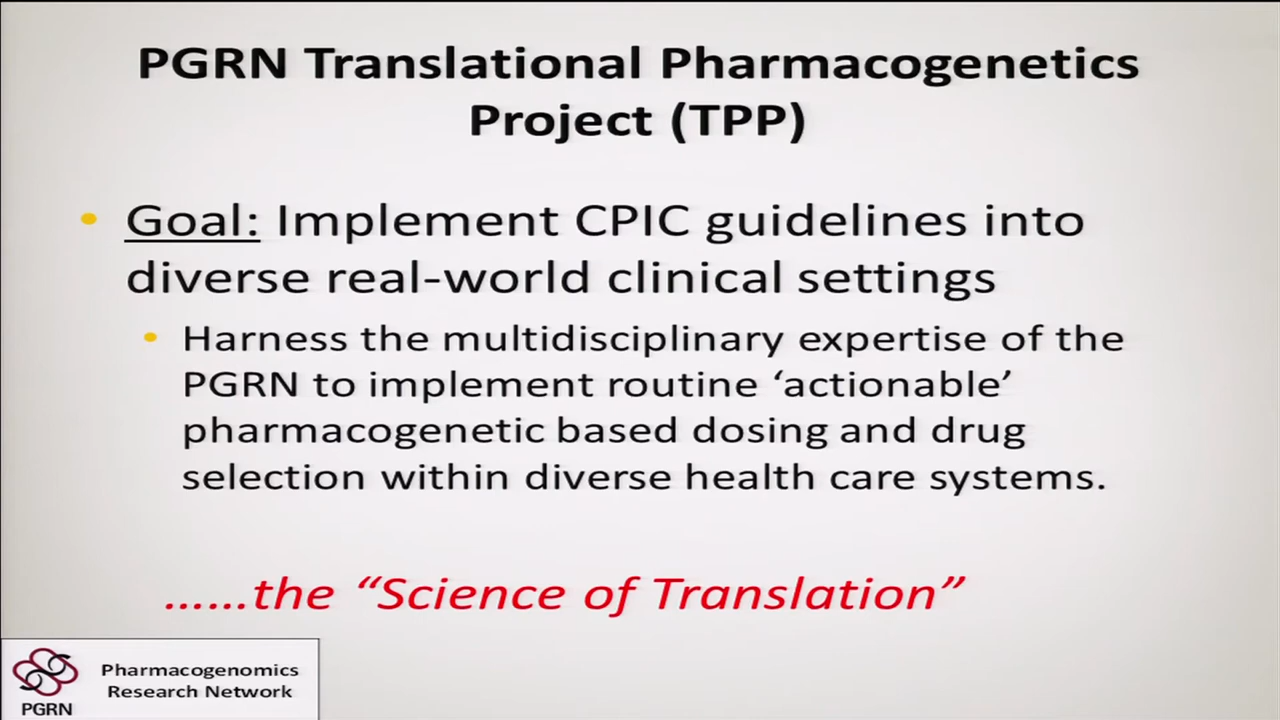 PGRN Translational Pharmacogenetics
Project (TPP)
• Goal: Implement CPIC guidelines into
diverse real-world clinical settings
• Harness the multidisciplinary expertise of the
PGRN to implement routine ‘actionable’
pharmacogenetic based dosing and drug
selection within diverse health care systems.
……the “Science of Translation”
Pharmacogenomics
Research Network
PGRN